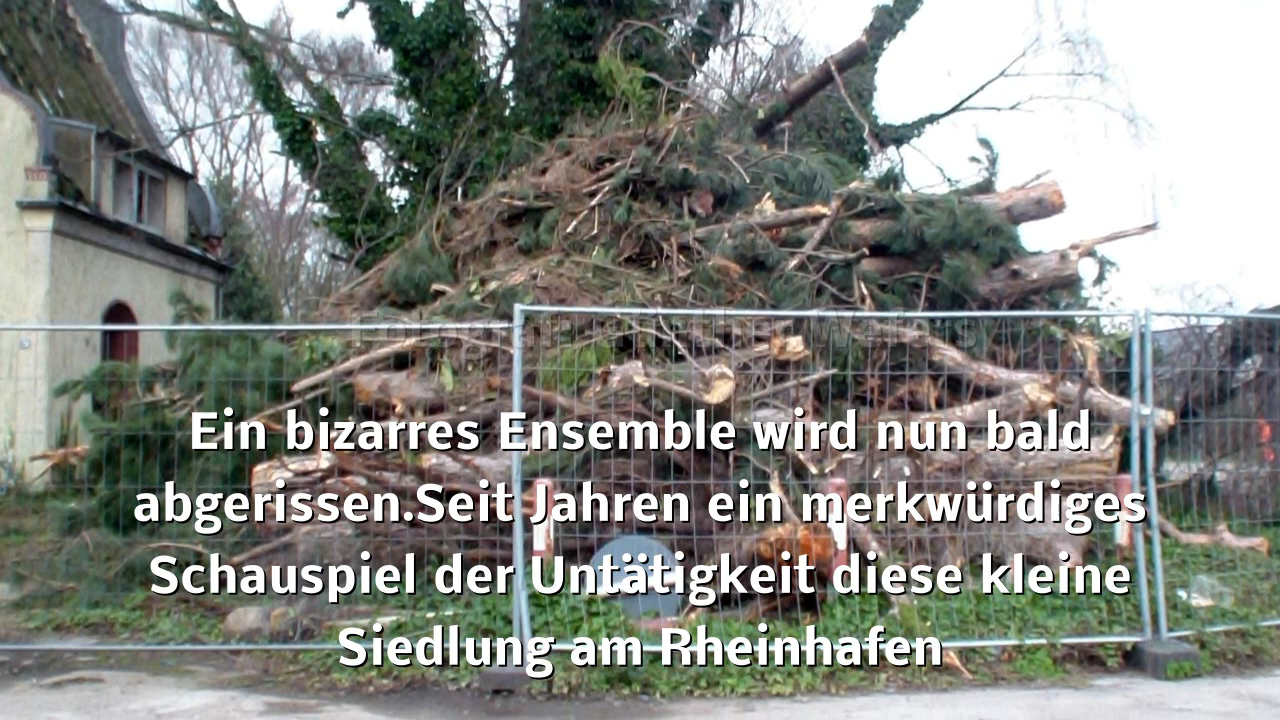 Ein bizarres Ensemble wird nun bald
abgerissen.Seit Jahren ein merkwürdiges
Schauspiel der Untätigkeit diese kleine
Siedlung am Rheinhafen